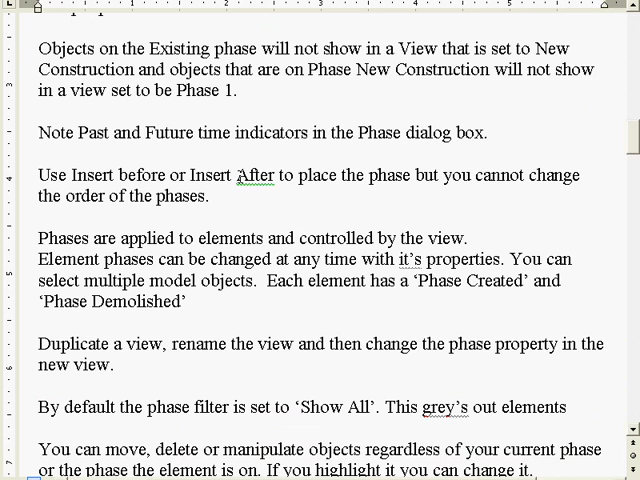 Objects on the Existing phase will not show in a View that is set to New
Construction and objects that are on Phase New Construction will not show
in a view set to be Phase 1.
Note Past and Future time indicators in the Phase dialog box.
Use Insert before or Insert After to place the phase but you cannot change
the order of the phases.
Phases are applied to elements and controlled by the view.
Element phases can be changed at any time with it’s properties. You can
select multiple model objects.  Each element has a ‘Phase Created’ and
‘Phase Demolished’
Duplicate a view, rename the view and then change the phase property in the
new view.
By default the phase filter is set to ‘Show All’. This grey’s out elements
You can move, delete or manipulate objects regardless of your current phase
or the phase the element is on. If you highlight it you can change it.